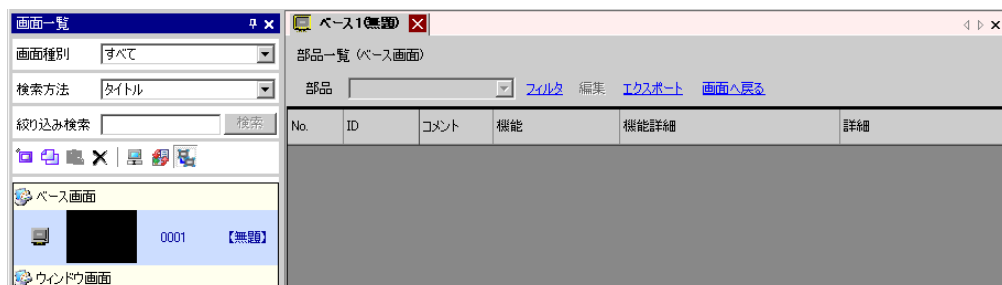 画面一覧
画面種別 すべて
検索方法 タイトル
絞り込み検索 検索
ベース画面
0001 【無題】
ウィンドウ画面
ベース1(無題)
部品一覧 (ベース画面)
部品 フィルタ 編集 エクスポート 画面へ戻る
No. ID コメント 機能 機能詳細 詳細